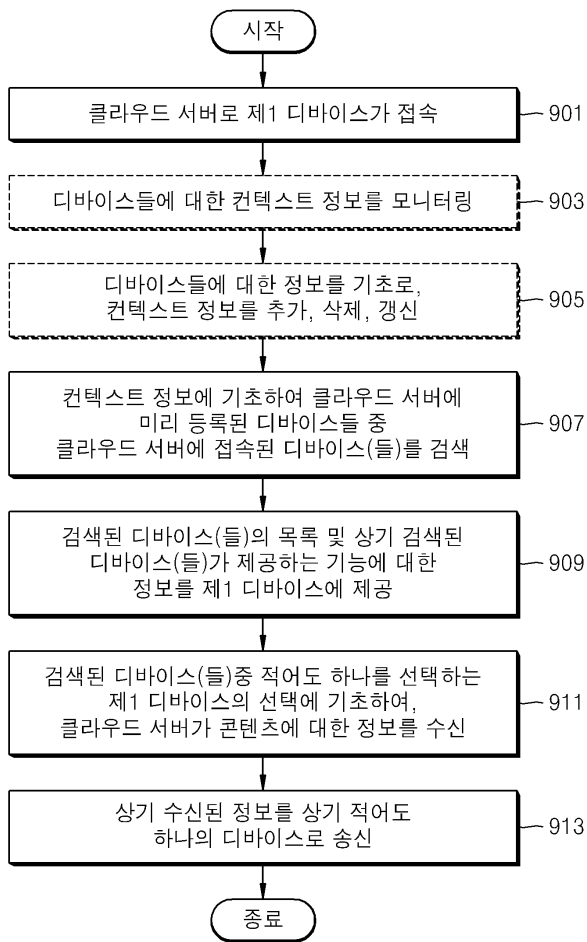 시작
클라우드 서버로 제1 디바이스가 접속
901
디바이스들에 대한 컨텍스트 정보를 모니터링
903
디바이스들에 대한 정보를 기초로,
컨텍스트 정보를 추가, 삭제, 갱신
905
컨텍스트 정보에 기초하여 클라우드 서버에
미리 등록된 디바이스들 중
클라우드 서버에 접속된 디바이스(들)를 검색
907
검색된 디바이스(들)의 목록 및 상기 검색된
디바이스(들)가 제공하는 기능에 대한
정보를 제1 디바이스에 제공
909
검색된 디바이스(들)중 적어도 하나를 선택하는
제1 디바이스의 선택에 기초하여,
클라우드 서버가 콘텐츠에 대한 정보를 수신
911
상기 수신된 정보를 상기 적어도
하나의 디바이스로 송신
913
종료